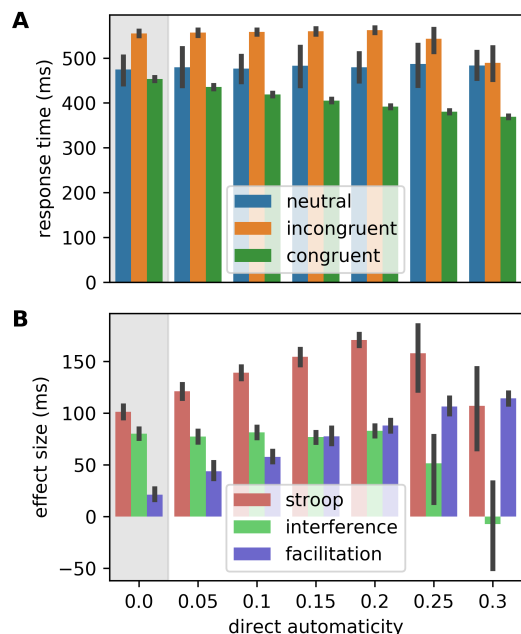 A
response time (ms)
500
400
300
200
100
0
neutral
incongruent
congruent
B
effect size (ms)
150
100
50
0
−50
stroop
interference
facilitation
0.0 0.05 0.1 0.15 0.2 0.25 0.3
direct automaticity